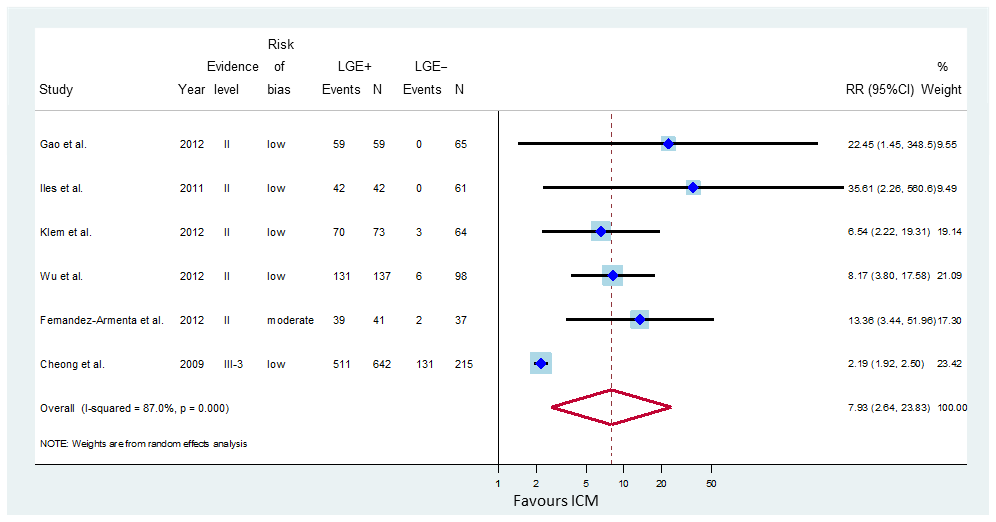 Risk
Evidence of LGE+ LGE– %
Study Year level bias Events N Events N RR (95%CI) Weight
Gao et al. 2012 II low 59 59 0 65 22.45 (1.45, 348.5) 9.55
Iles et al. 2011 II low 42 42 0 61 35.61 (2.26, 560.6) 9.49
Klem et al. 2012 II low 70 73 3 64 6.54 (2.22, 19.31) 19.14
Wu et al. 2012 II low 131 137 6 98 8.17 (3.80, 17.58) 21.09
Fernandez-Armenta et al. 2012 II moderate 39 41 2 37 13.36 (3.44, 51.96) 17.30
Cheong et al. 2009 III-3 low 511 642 131 215 2.19 (1.92, 2.50) 23.42
Overall (I-squared = 87.0%, p = 0.000) 7.93 (2.64, 23.83) 100.00
NOTE: Weights are from random effects analysis
1 2 5 10 20 50
Favours ICM